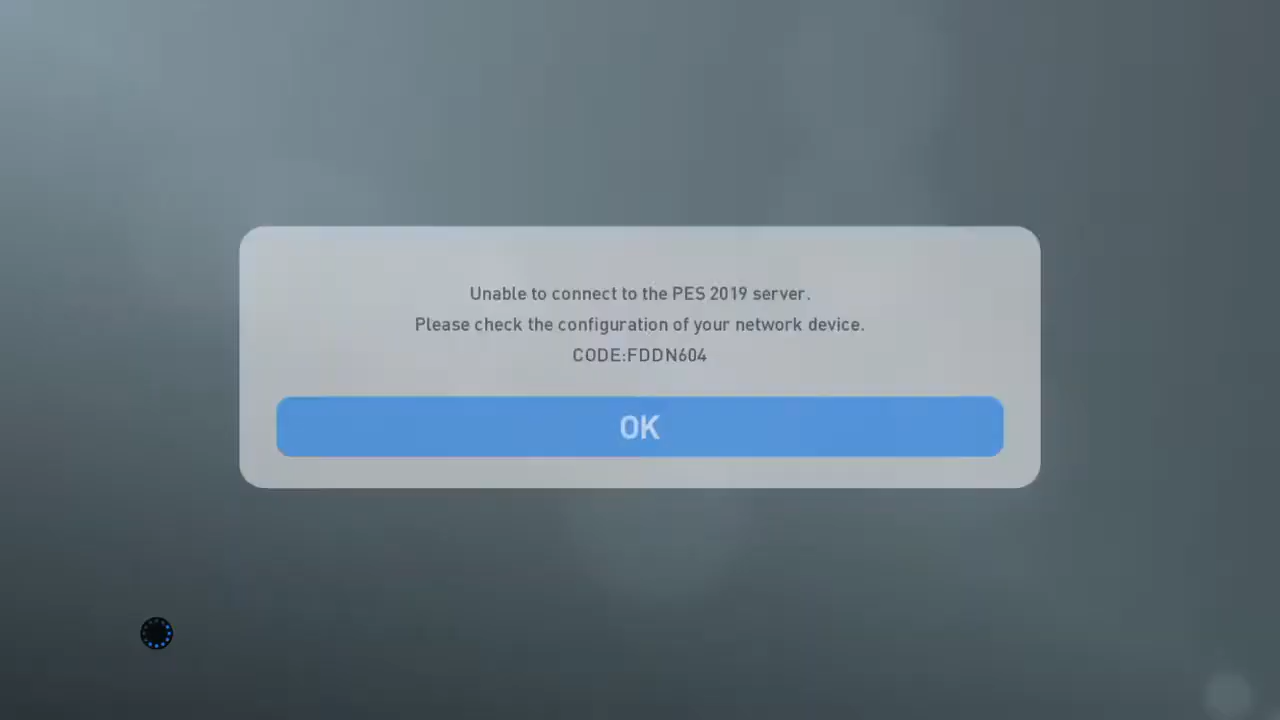 Unable to connect to the PES 2019 server.
Please check the configuration of your network device.
CODE:FDDN604
OK